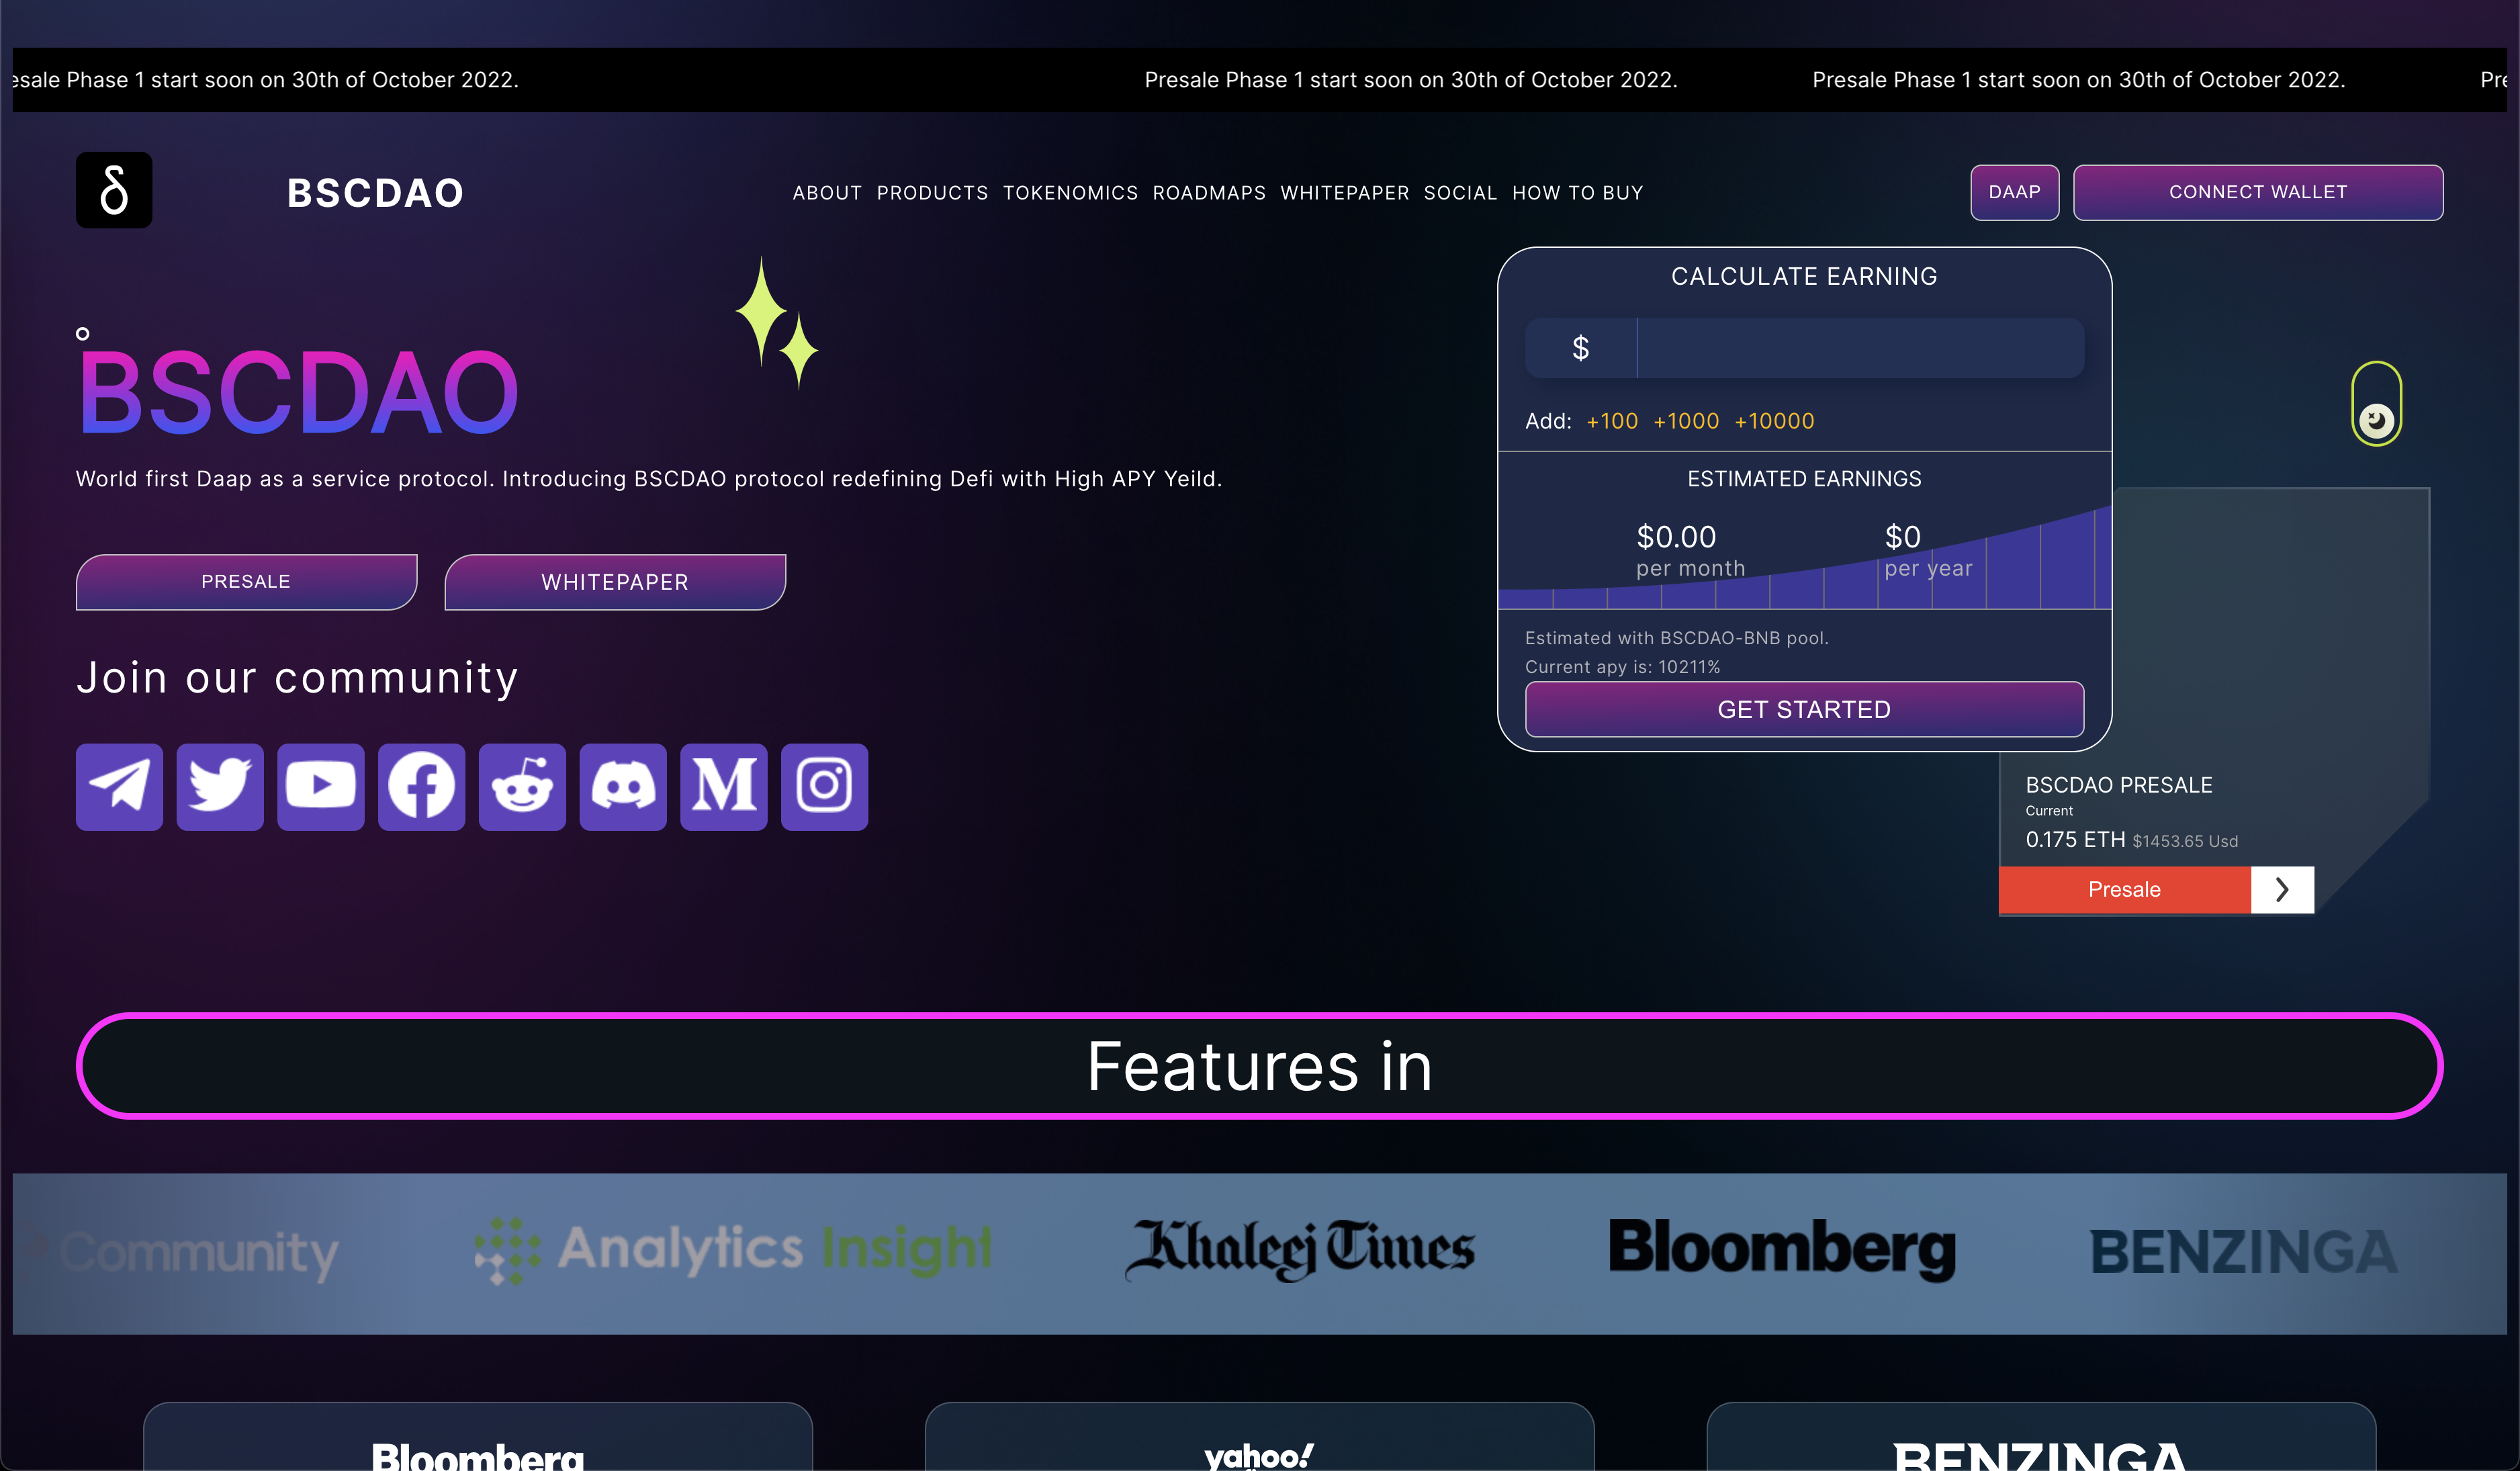 esale Phase 1 start soon on 30th of October 2022. Presale Phase 1 start soon on 30th of October 2022. Presale Phase 1 start soon on 30th of October 2022. Pre
δ BSCDAO ABOUT PRODUCTS TOKENOMICS ROADMAPS WHITEPAPER SOCIAL HOW TO BUY DAAP CONNECT WALLET
BSCDAO
World first Daap as a service protocol. Introducing BSCDAO protocol redefining Defi with High APY Yeild.
PRESALE WHITEPAPER
Join our community
CALCULATE EARNING
$
Add: +100 +1000 +10000
ESTIMATED EARNINGS
$0.00 $0
per month per year
Estimated with BSCDAO-BNB pool.
Current apy is: 10211%
GET STARTED
BSCDAO PRESALE
Current
0.175 ETH $1453.65 Usd
Presale
Features in
Community Analytics Insight Khaleej Times Bloomberg BENZINGA
Bloomberg yahoo! BENZINGA